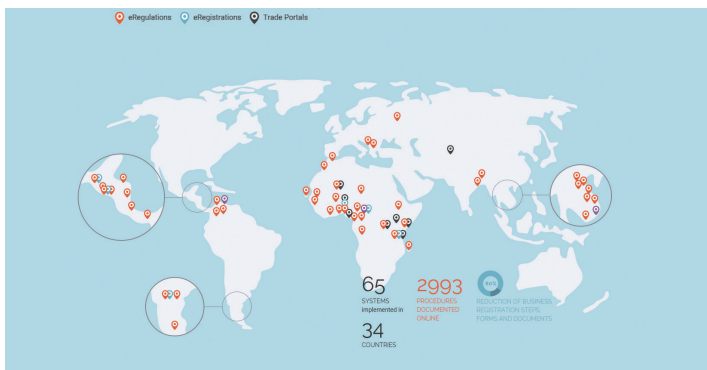 eRegulations eRegistrations Trade Portals
65
SYSTEMS
implemented in
34
COUNTRIES
2993
PROCEDURES
DOCUMENTED
ONLINE
REDUCTION OF BUSINESS
REGISTRATION STEPS,
FORMS AND DOCUMENTS